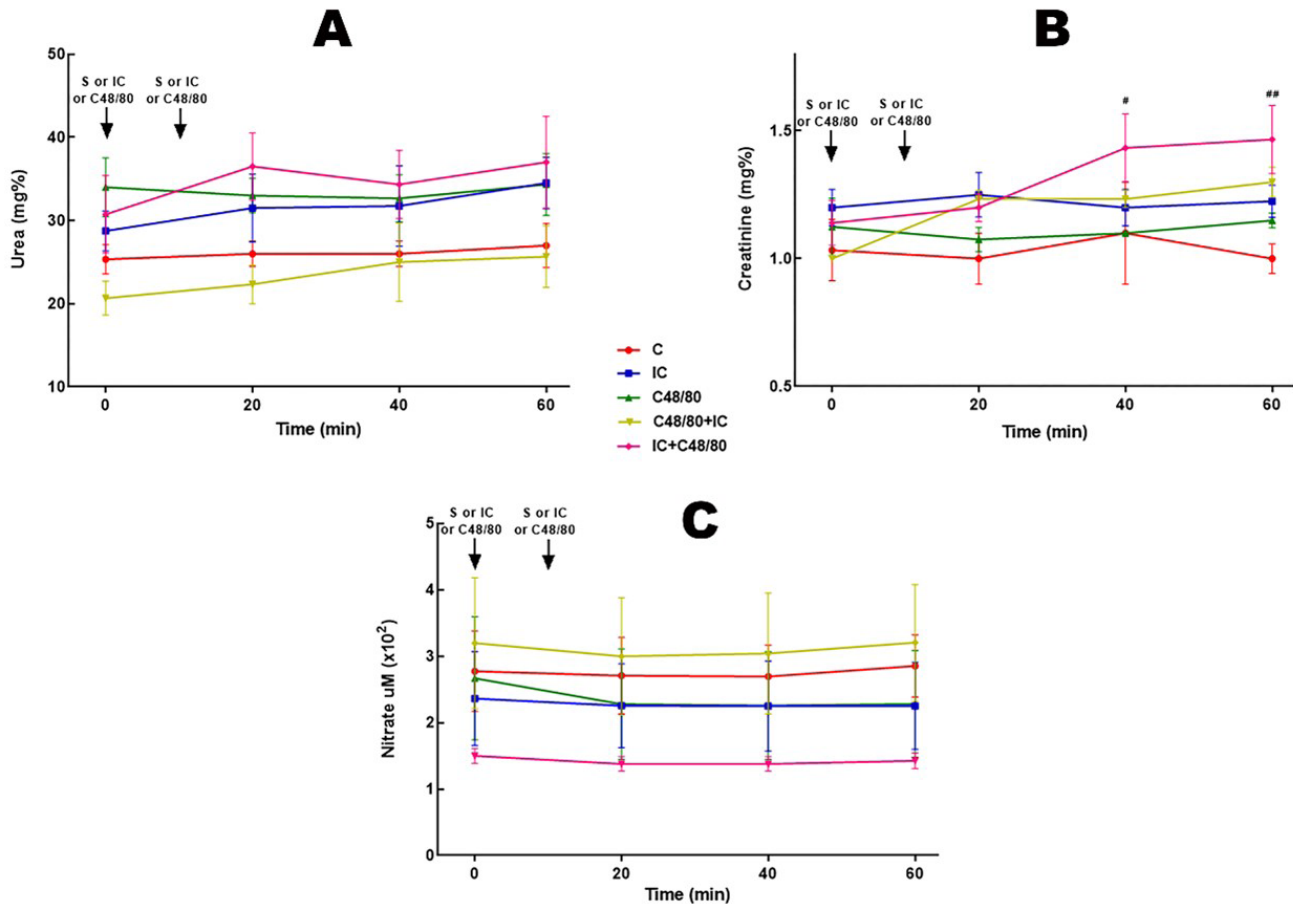 A
B
50
40
30
20
10
Urea (mg%)
S or IC
or C48/80
S or IC
or C48/80
0
20
40
60
Time (min)
1.5
1.0
0.5
Creatinine (mg%)
S or IC
or C48/80
S or IC
or C48/80
#
##
0
20
40
60
Time (min)
C
IC
C48/80
C48/80+IC
IC+C48/80
C
5
4
3
2
1
0
Nitrate uM (x10²)
S or IC
or C48/80
S or IC
or C48/80
0
20
40
60
Time (min)